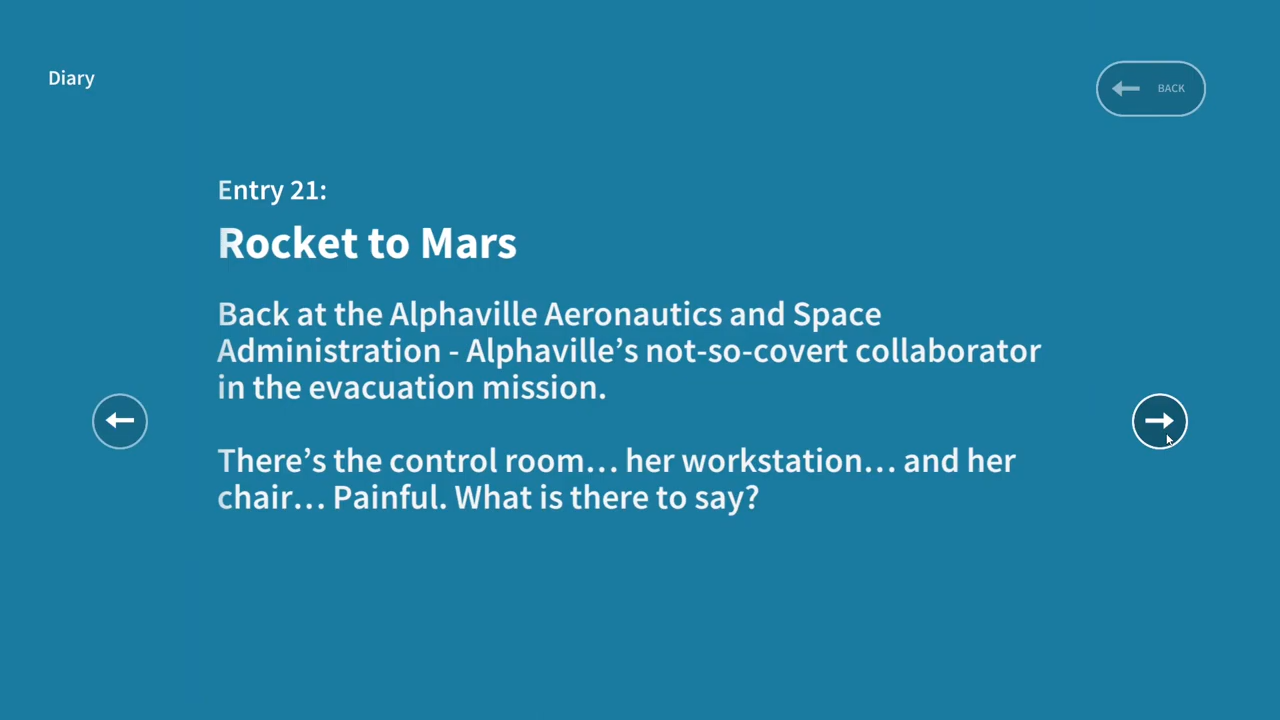 Diary
BACK
Entry 21:
Rocket to Mars
Back at the Alphaville Aeronautics and Space
Administration - Alphaville’s not-so-covert collaborator
in the evacuation mission.
There’s the control room… her workstation… and her
chair… Painful. What is there to say?